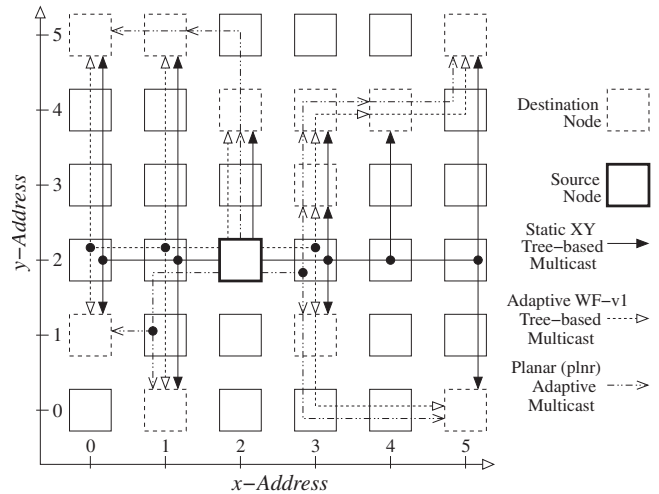 5
4
3
2
1
0
y-Address
0 1 2 3 4 5
x-Address
Destination
Node
Source
Node
Static XY
Tree-based
Multicast
Adaptive WF-v1
Tree-based
Multicast
Planar (plnr)
Adaptive
Multicast